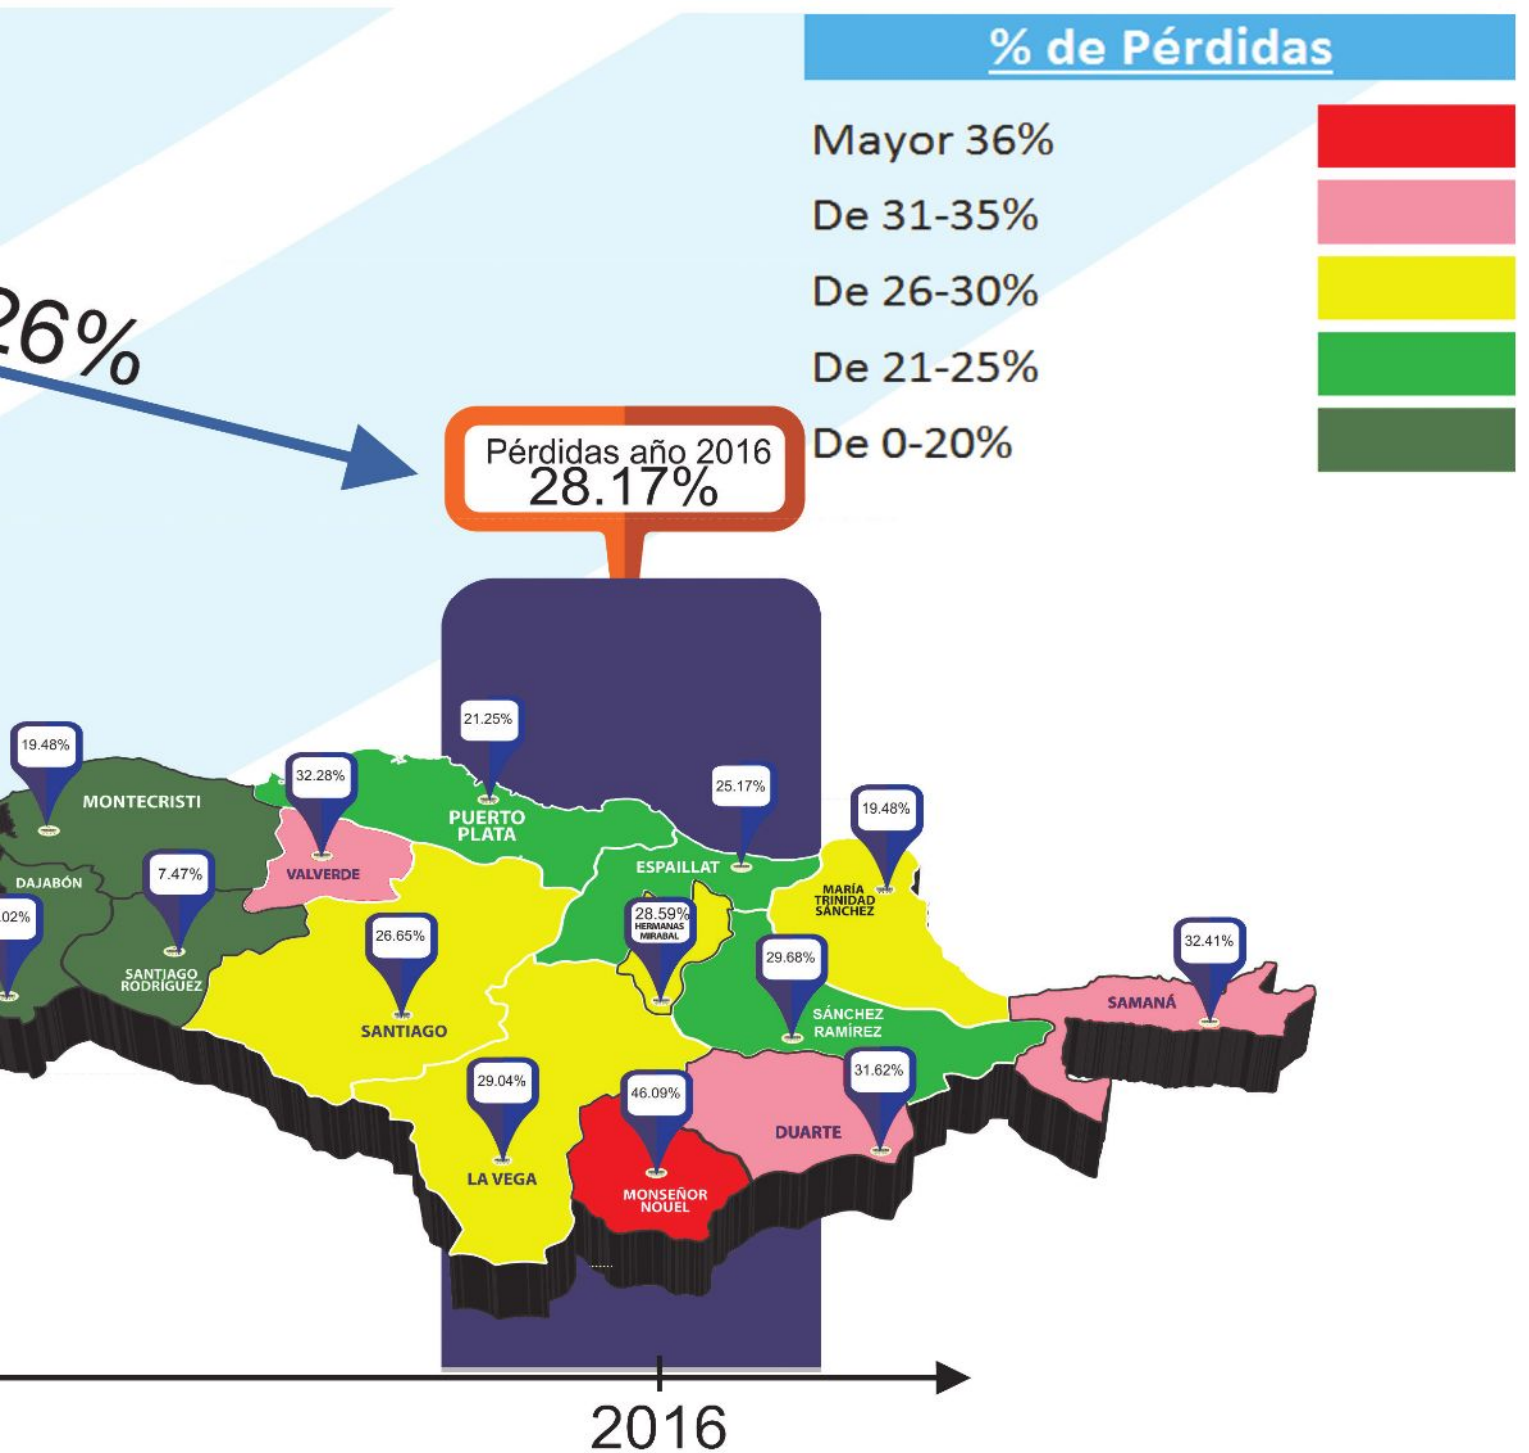 % de Pérdidas
Mayor 36%
De 31-35%
De 26-30%
De 21-25%
De 0-20%
26%
Pérdidas año 2016
28.17%
21.25%
19.48%
32.28%
25.17%
19.48%
MONTECRISTI
PUERTO
PLATA
ESPAILLAT
VALVERDE
DAJABÓN
7.47%
MARÍA
TRINIDAD
SÁNCHEZ
.02%
28.59%
HERMANAS
MIRABAL
26.65%
29.68%
32.41%
SANTIAGO
RODRÍGUEZ
SAMANÁ
SÁNCHEZ
RAMÍREZ
SANTIAGO
29.04%
46.09%
31.62%
DUARTE
LA VEGA
MONSEÑOR
NOUEL
2016